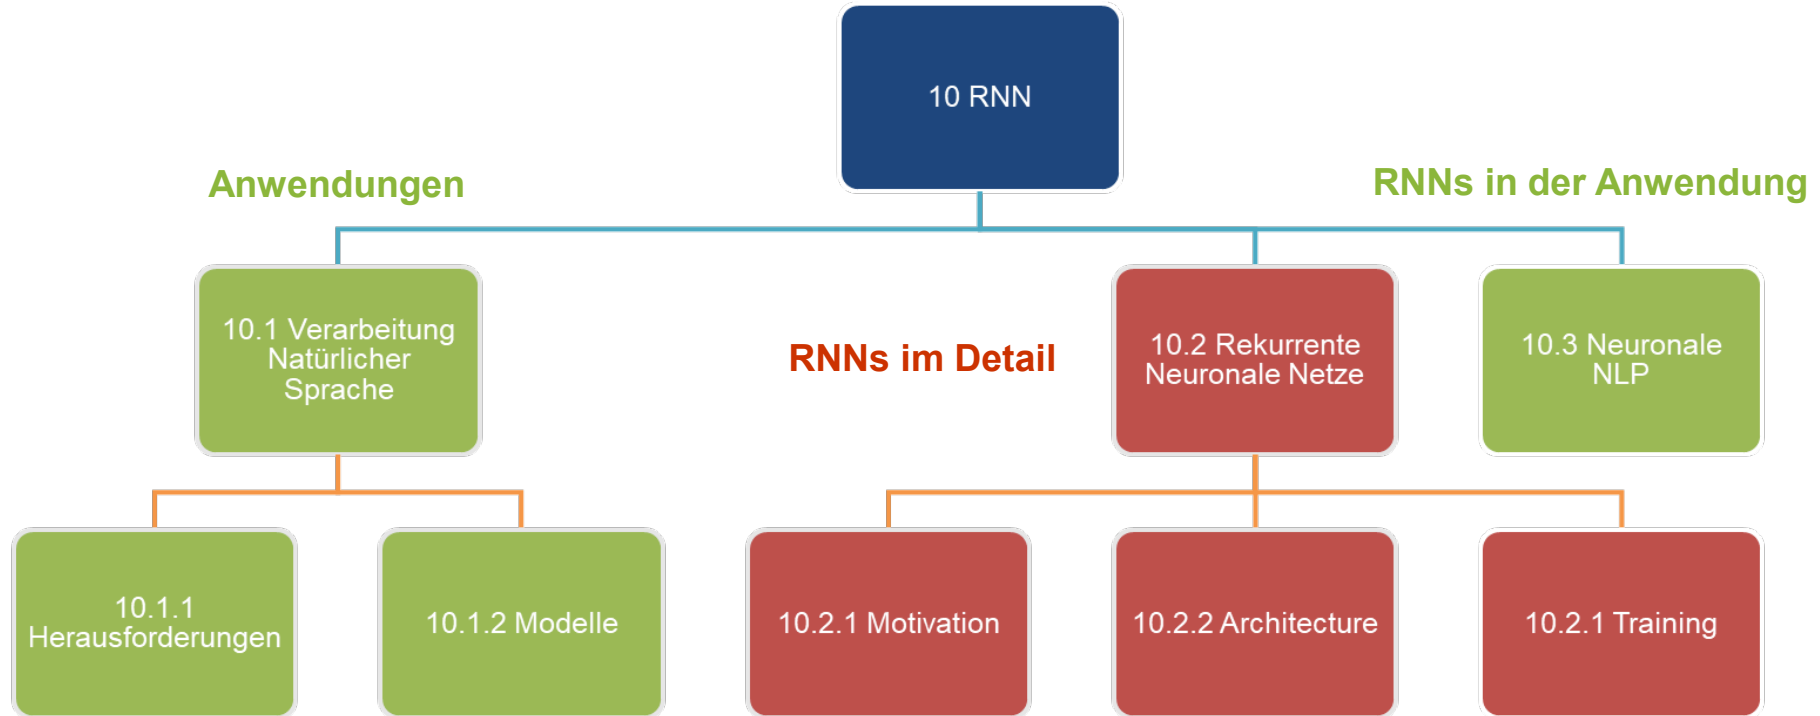 10 RNN
Anwendungen
RNNs in der Anwendung
10.1 Verarbeitung
Natürlicher
Sprache
RNNs im Detail
10.2 Rekurrente
Neuronale Netze
10.3 Neuronale
NLP
10.1.1
Herausforderungen
10.1.2 Modelle
10.2.1 Motivation
10.2.2 Architecture
10.2.1 Training